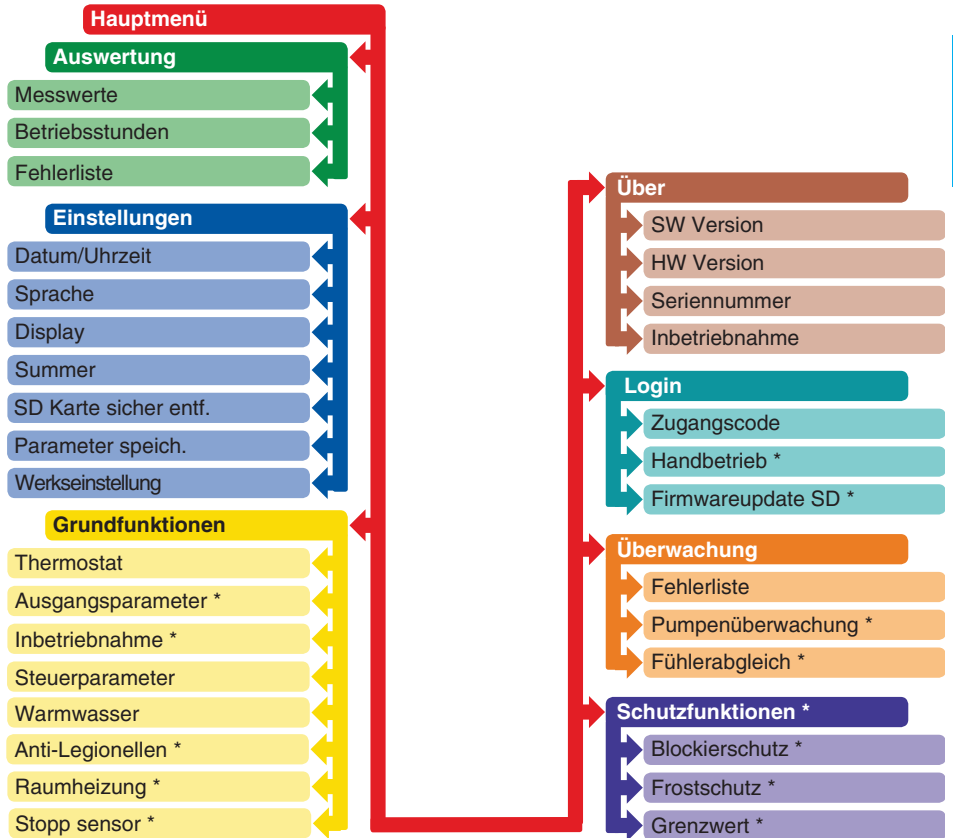 Hauptmenü
Auswertung
Messwerte
Betriebsstunden
Fehlerliste
Einstellungen
Datum/Uhrzeit
Sprache
Display
Summer
SD Karte sicher entf.
Parameter speich.
Werkseinstellung
Grundfunktionen
Thermostat
Ausgangsparameter *
Inbetriebnahme *
Steuerparameter
Warmwasser
Anti-Legionellen *
Raumheizung *
Stopp sensor *
Über
SW Version
HW Version
Seriennummer
Inbetriebnahme
Login
Zugangscode
Handbetrieb *
Firmwareupdate SD *
Überwachung
Fehlerliste
Pumpenüberwachung *
Fühlerabgleich *
Schutzfunktionen *
Blockierschutz *
Frostschutz *
Grenzwert *